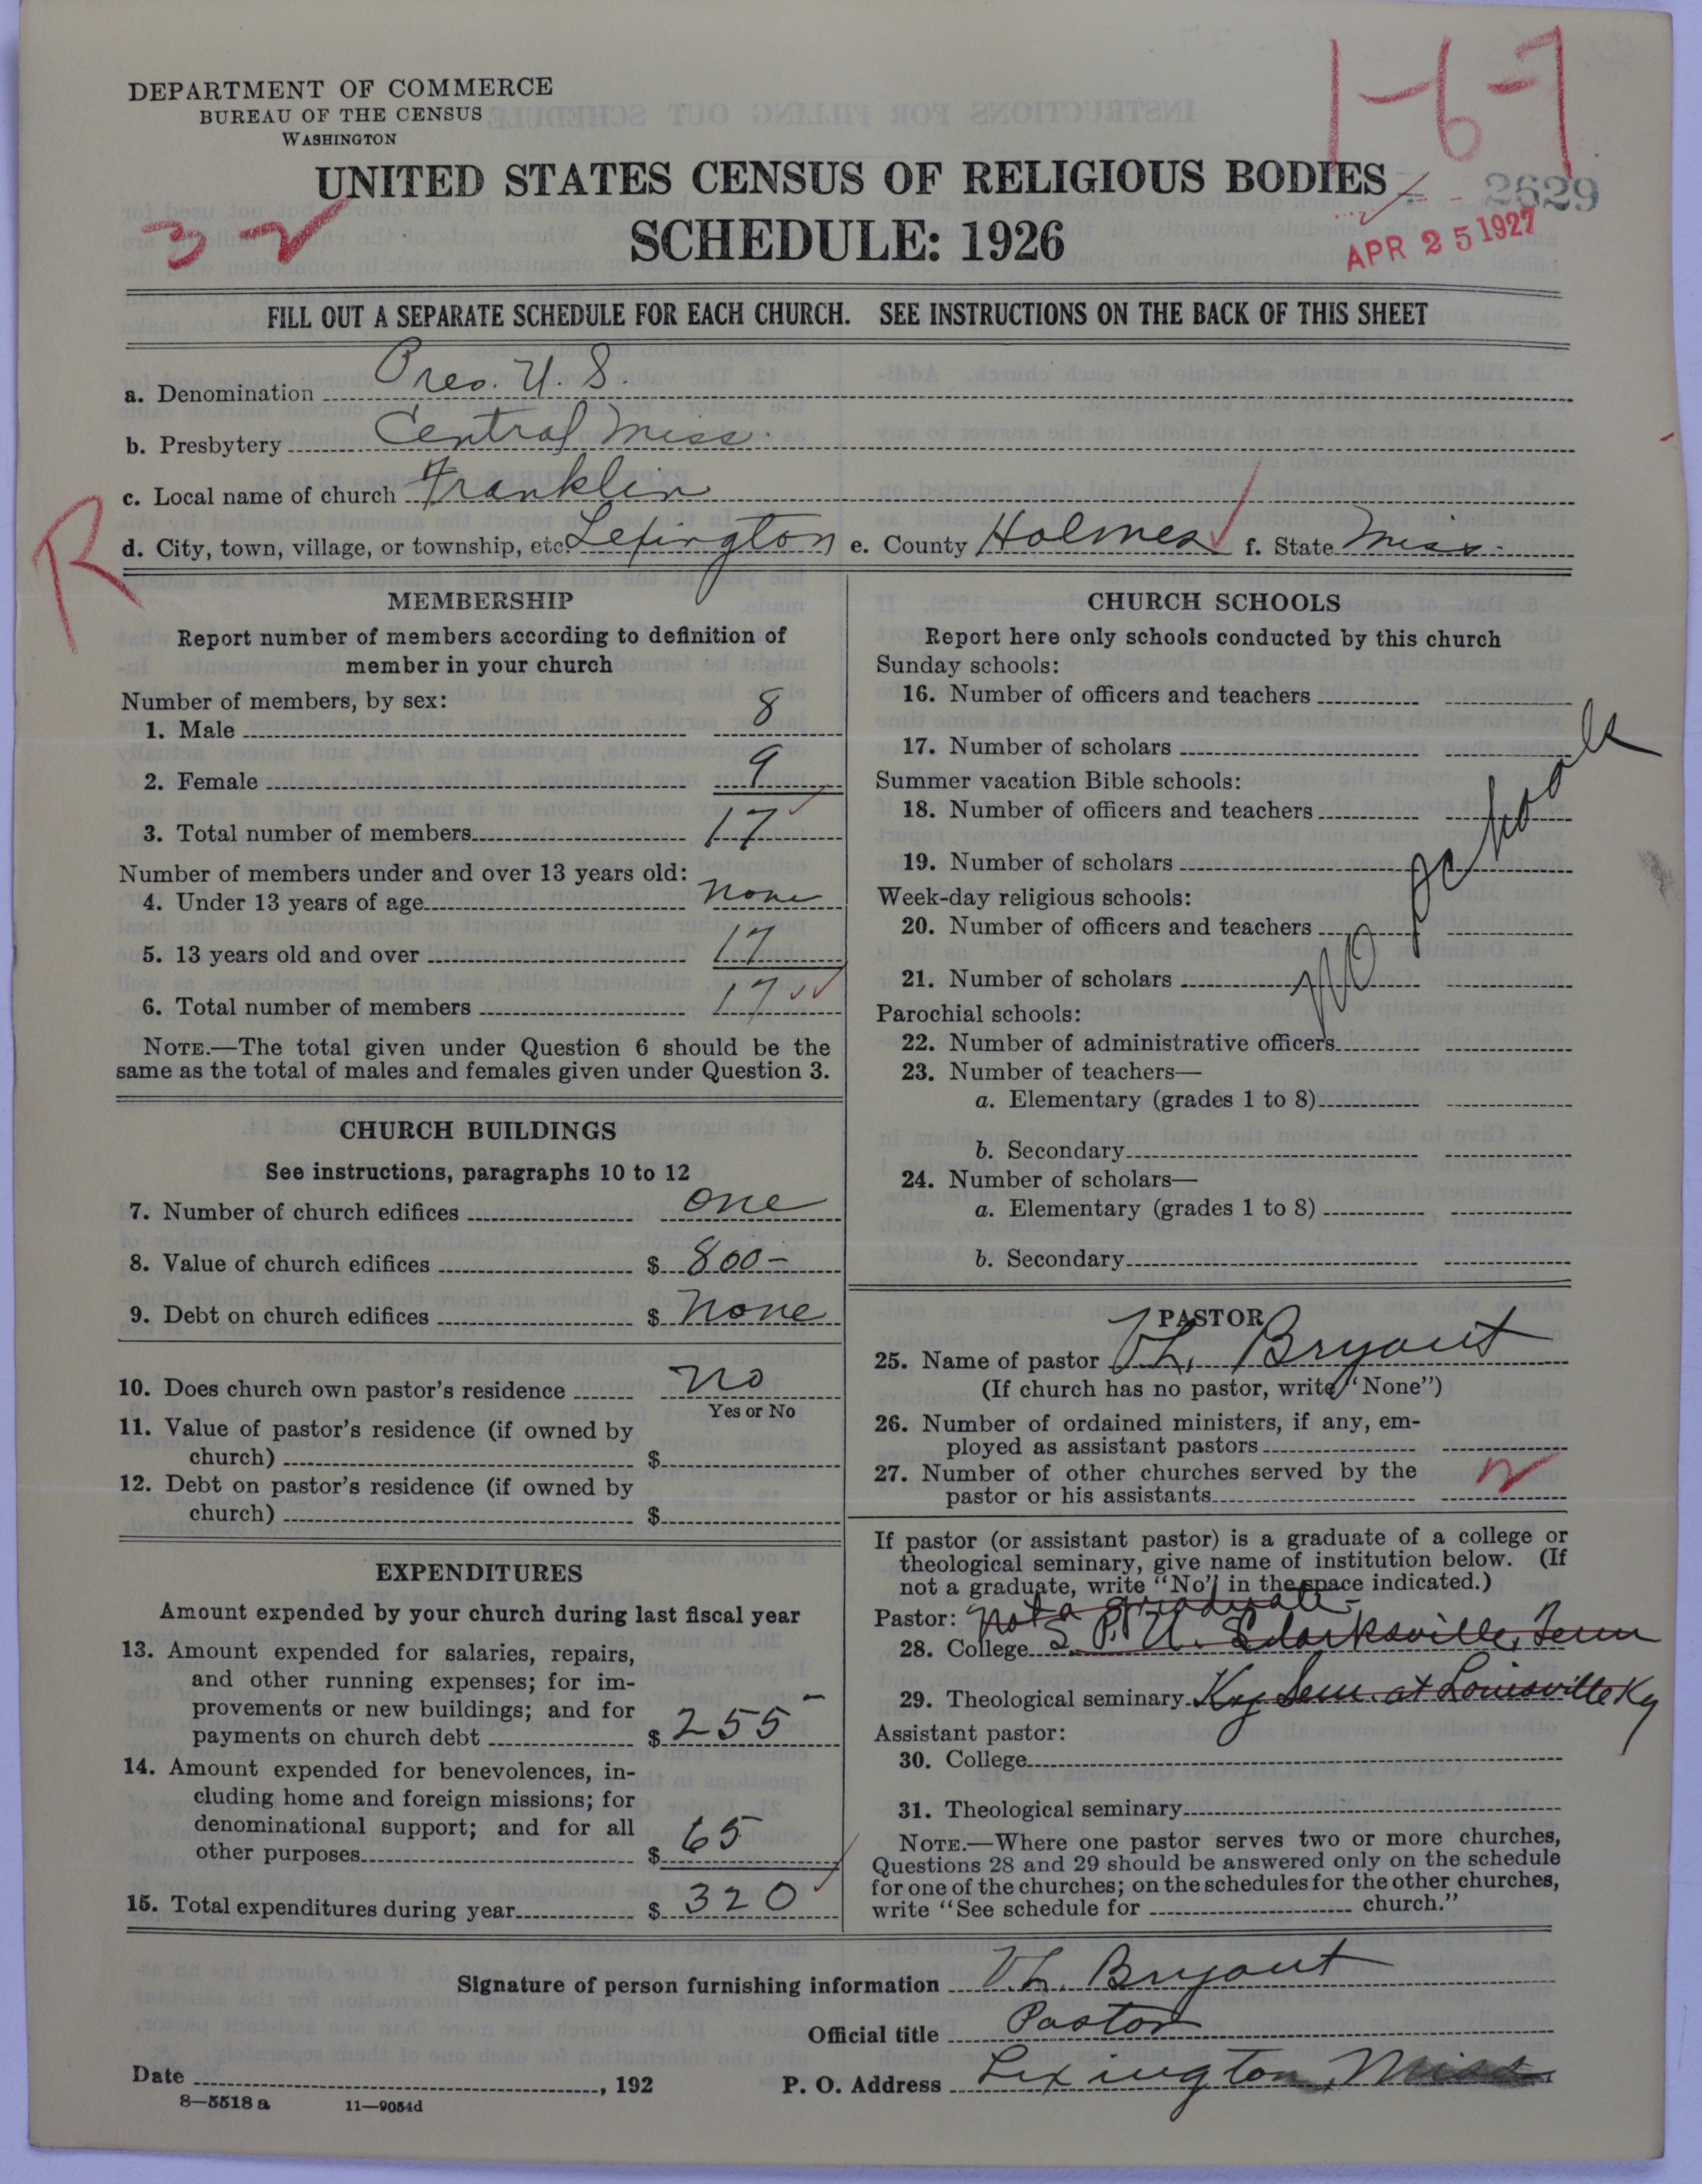 1-6-7
DEPARTMENT OF COMMERCE
BUREAU OF THE CENSUS
WASHINGTON
UNITED STATES CENSUS OF RELIGIOUS BODIES
2629
32
SCHEDULE: 1926
APR 25 1927
FILL OUT A SEPARATE SCHEDULE FOR EACH CHURCH. SEE INSTRUCTIONS ON THE BACK OF THIS SHEET
a. Denomination Pres. U. S.
b. Presbytery Central Miss.
c. Local name of church Franklin
R
d. City, town, village, or township, etc. Lexington e. County Holmes f. State Miss.
MEMBERSHIP
Report number of members according to definition of
member in your church
Number of members, by sex:
1. Male 8
2. Female 9
3. Total number of members 17
Number of members under and over 13 years old:
4. Under 13 years of age none
5. 13 years old and over 17
6. Total number of members 17
NOTE.—The total given under Question 6 should be the
same as the total of males and females given under Question 3.
CHURCH BUILDINGS
See instructions, paragraphs 10 to 12
7. Number of church edifices one
8. Value of church edifices $ 800-
9. Debt on church edifices $ none
10. Does church own pastor's residence no
Yes or No
11. Value of pastor's residence (if owned by
church) $
12. Debt on pastor's residence (if owned by
church) $
EXPENDITURES
Amount expended by your church during last fiscal year
13. Amount expended for salaries, repairs,
and other running expenses; for im-
provements or new buildings; and for
payments on church debt $ 255-
14. Amount expended for benevolences, in-
cluding home and foreign missions; for
denominational support; and for all
other purposes $ 65
15. Total expenditures during year $ 320
CHURCH SCHOOLS
Report here only schools conducted by this church
Sunday schools:
16. Number of officers and teachers
17. Number of scholars
Summer vacation Bible schools:
18. Number of officers and teachers
19. Number of scholars
Week-day religious schools:
20. Number of officers and teachers
21. Number of scholars
No
Parochial schools:
22. Number of administrative officers
23. Number of teachers—
a. Elementary (grades 1 to 8)
b. Secondary
24. Number of scholars—
a. Elementary (grades 1 to 8)
b. Secondary
PASTOR
25. Name of pastor V. L. Bryant
(If church has no pastor, write "None")
26. Number of ordained ministers, if any, em-
ployed as assistant pastors
27. Number of other churches served by the
pastor or his assistants 2
If pastor (or assistant pastor) is a graduate of a college or
theological seminary, give name of institution below. (If
not a graduate, write "No" in the space indicated.)
Pastor: not a graduate-
28. College S. P. U. Clarksville, Tenn
29. Theological seminary Ky Sem. at Louisville Ky
Assistant pastor:
30. College
31. Theological seminary
NOTE.—Where one pastor serves two or more churches,
Questions 28 and 29 should be answered only on the schedule
for one of the churches; on the schedules for the other churches,
write "See schedule for church."
Signature of person furnishing information V. L. Bryant
Official title Pastor
Date , 192
P. O. Address Lexington, Miss
8—5518 a 11—9054d